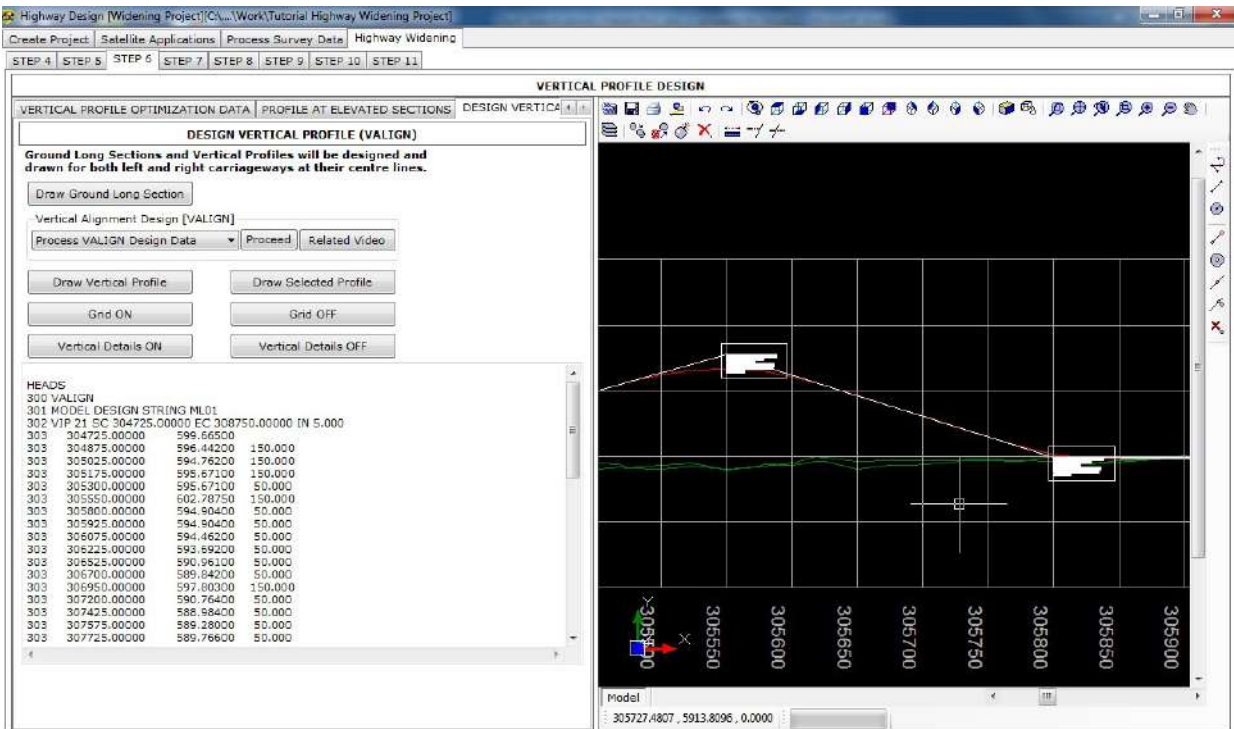 Highway Design [Widening Project][C:\....\Work\Tutorial Highway Widening Project]
Create Project Satellite Applications Process Survey Data Highway Widening
STEP 4 STEP 5 STEP 6 STEP 7 STEP 8 STEP 9 STEP 10 STEP 11
VERTICAL PROFILE DESIGN
VERTICAL PROFILE OPTIMIZATION DATA PROFILE AT ELEVATED SECTIONS DESIGN VERTICA
DESIGN VERTICAL PROFILE (VALIGN)
Ground Long Sections and Vertical Profiles will be designed and
drawn for both left and right carriageways at their centre lines.
Draw Ground Long Section
Vertical Alignment Design [VALIGN]
Process VALIGN Design Data Proceed Related Video
Draw Vertical Profile Draw Selected Profile
Grid ON Grid OFF
Vertical Details ON Vertical Details OFF
HEADS
300 VALIGN
301 MODEL DESIGN STRING ML01
302 VIP 21 SC 304725.00000 EC 308750.00000 IN 5.000
303 304725.00000 599.66500
303 304875.00000 596.44200 150.000
303 305025.00000 594.76200 150.000
303 305175.00000 595.67100 150.000
303 305300.00000 595.67100 50.000
303 305550.00000 602.78750 150.000
303 305800.00000 594.90400 50.000
303 305925.00000 594.90400 50.000
303 306075.00000 594.46200 50.000
303 306225.00000 593.69200 50.000
303 306525.00000 590.96100 50.000
303 306700.00000 589.84200 50.000
303 306950.00000 597.80300 150.000
303 307200.00000 590.76400 50.000
303 307425.00000 588.98400 50.000
303 307575.00000 589.28000 50.000
303 307725.00000 589.76600 50.000
Y
X
305550
305600
305650
305700
305750
305800
305850
305900
Model
305727.4807 , 5913.8096 , 0.0000